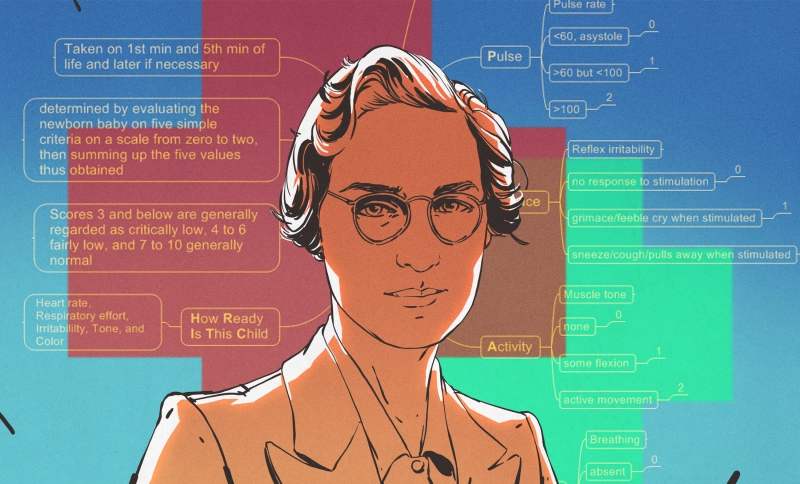 Taken on 1st min and 5th min of
life and later if necessary
determined by evaluating the
newborn baby on five simple
criteria on a scale from zero to two,
then summing up the five values
thus obtained
Scores 3 and below are generally
regarded as critically low, 4 to 6
fairly low, and 7 to 10 generally
normal
Heart rate,
Respiratory effort,
Irritabililty, Tone, and
Color
How Ready
Is This Child
Pulse
Pulse rate
<60, asystole
0
>60 but <100
1
>100
2
Reflex irritability
no response to stimulation
0
grimace/feeble cry when stimulated
1
sneeze/cough/pulls away when stimulated
Activity
Muscle tone
none
0
some flexion
1
active movement
2
Breathing
absent
0